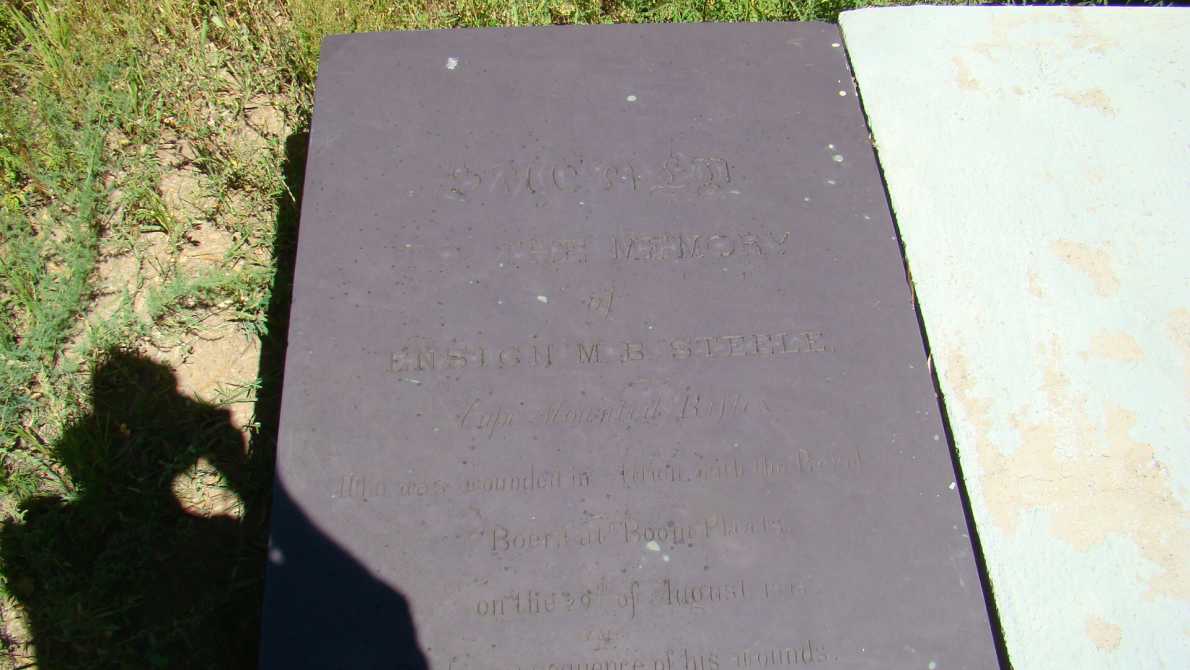 SACRED
TO THE MEMORY
of
ENSIGN M. B. STEELE.
Cape Mounted Rifles
Who was wounded in Action with the Rebel
Boers at Boom Plaats,
on the 29th of August
consequence of his wounds.